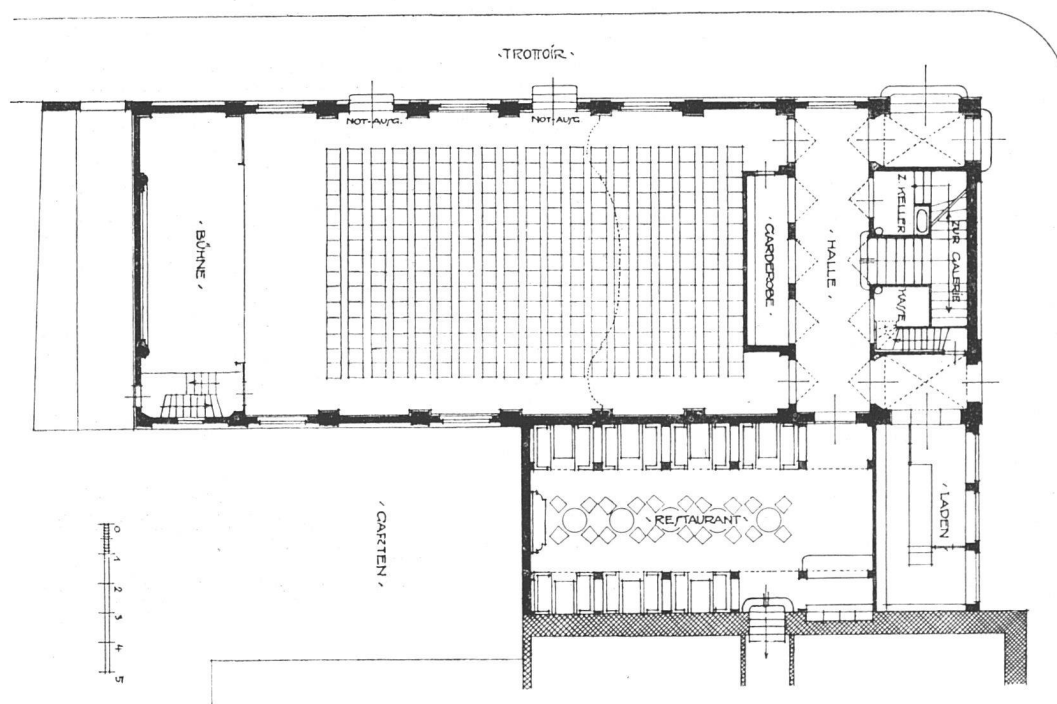 ·TROTTOIR·
NOT-AUSG.
NOT-AUSG
·BÜHNE·
GARDEROBE·
·HALLE·
Z. KELLER
ZUR GALERIE
KASSE
·RESTAURANT·
·LADEN·
·GARTEN·
0
1
2
3
4
5